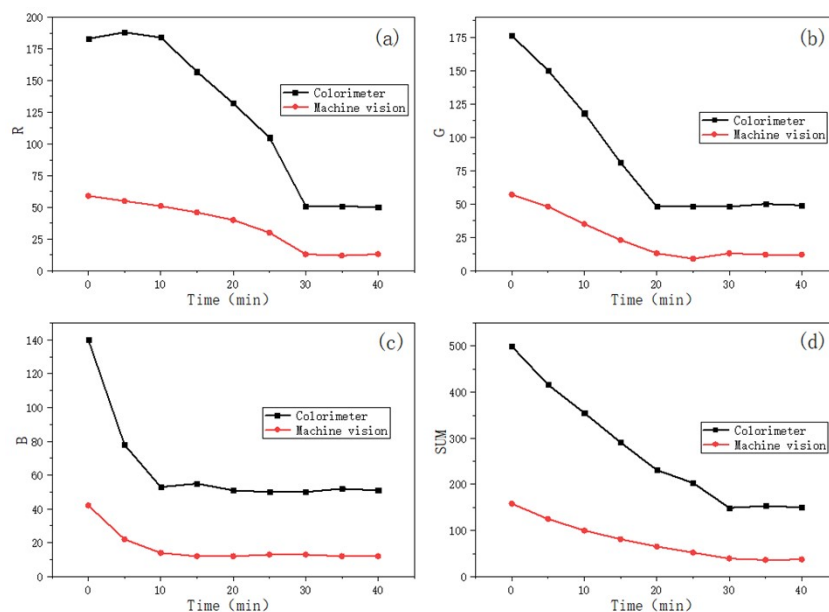 (a)
200
175
150
125
100
75
50
25
0
R
Colorimeter
Machine vision
0 10 20 30 40
Time (min)
(b)
175
150
125
100
75
50
25
0
G
Colorimeter
Machine vision
0 10 20 30 40
Time (min)
(c)
140
120
100
80
60
40
20
0
B
Colorimeter
Machine vision
0 10 20 30 40
Time (min)
(d)
500
400
300
200
100
0
SUM
Colorimeter
Machine vision
0 10 20 30 40
Time (min)